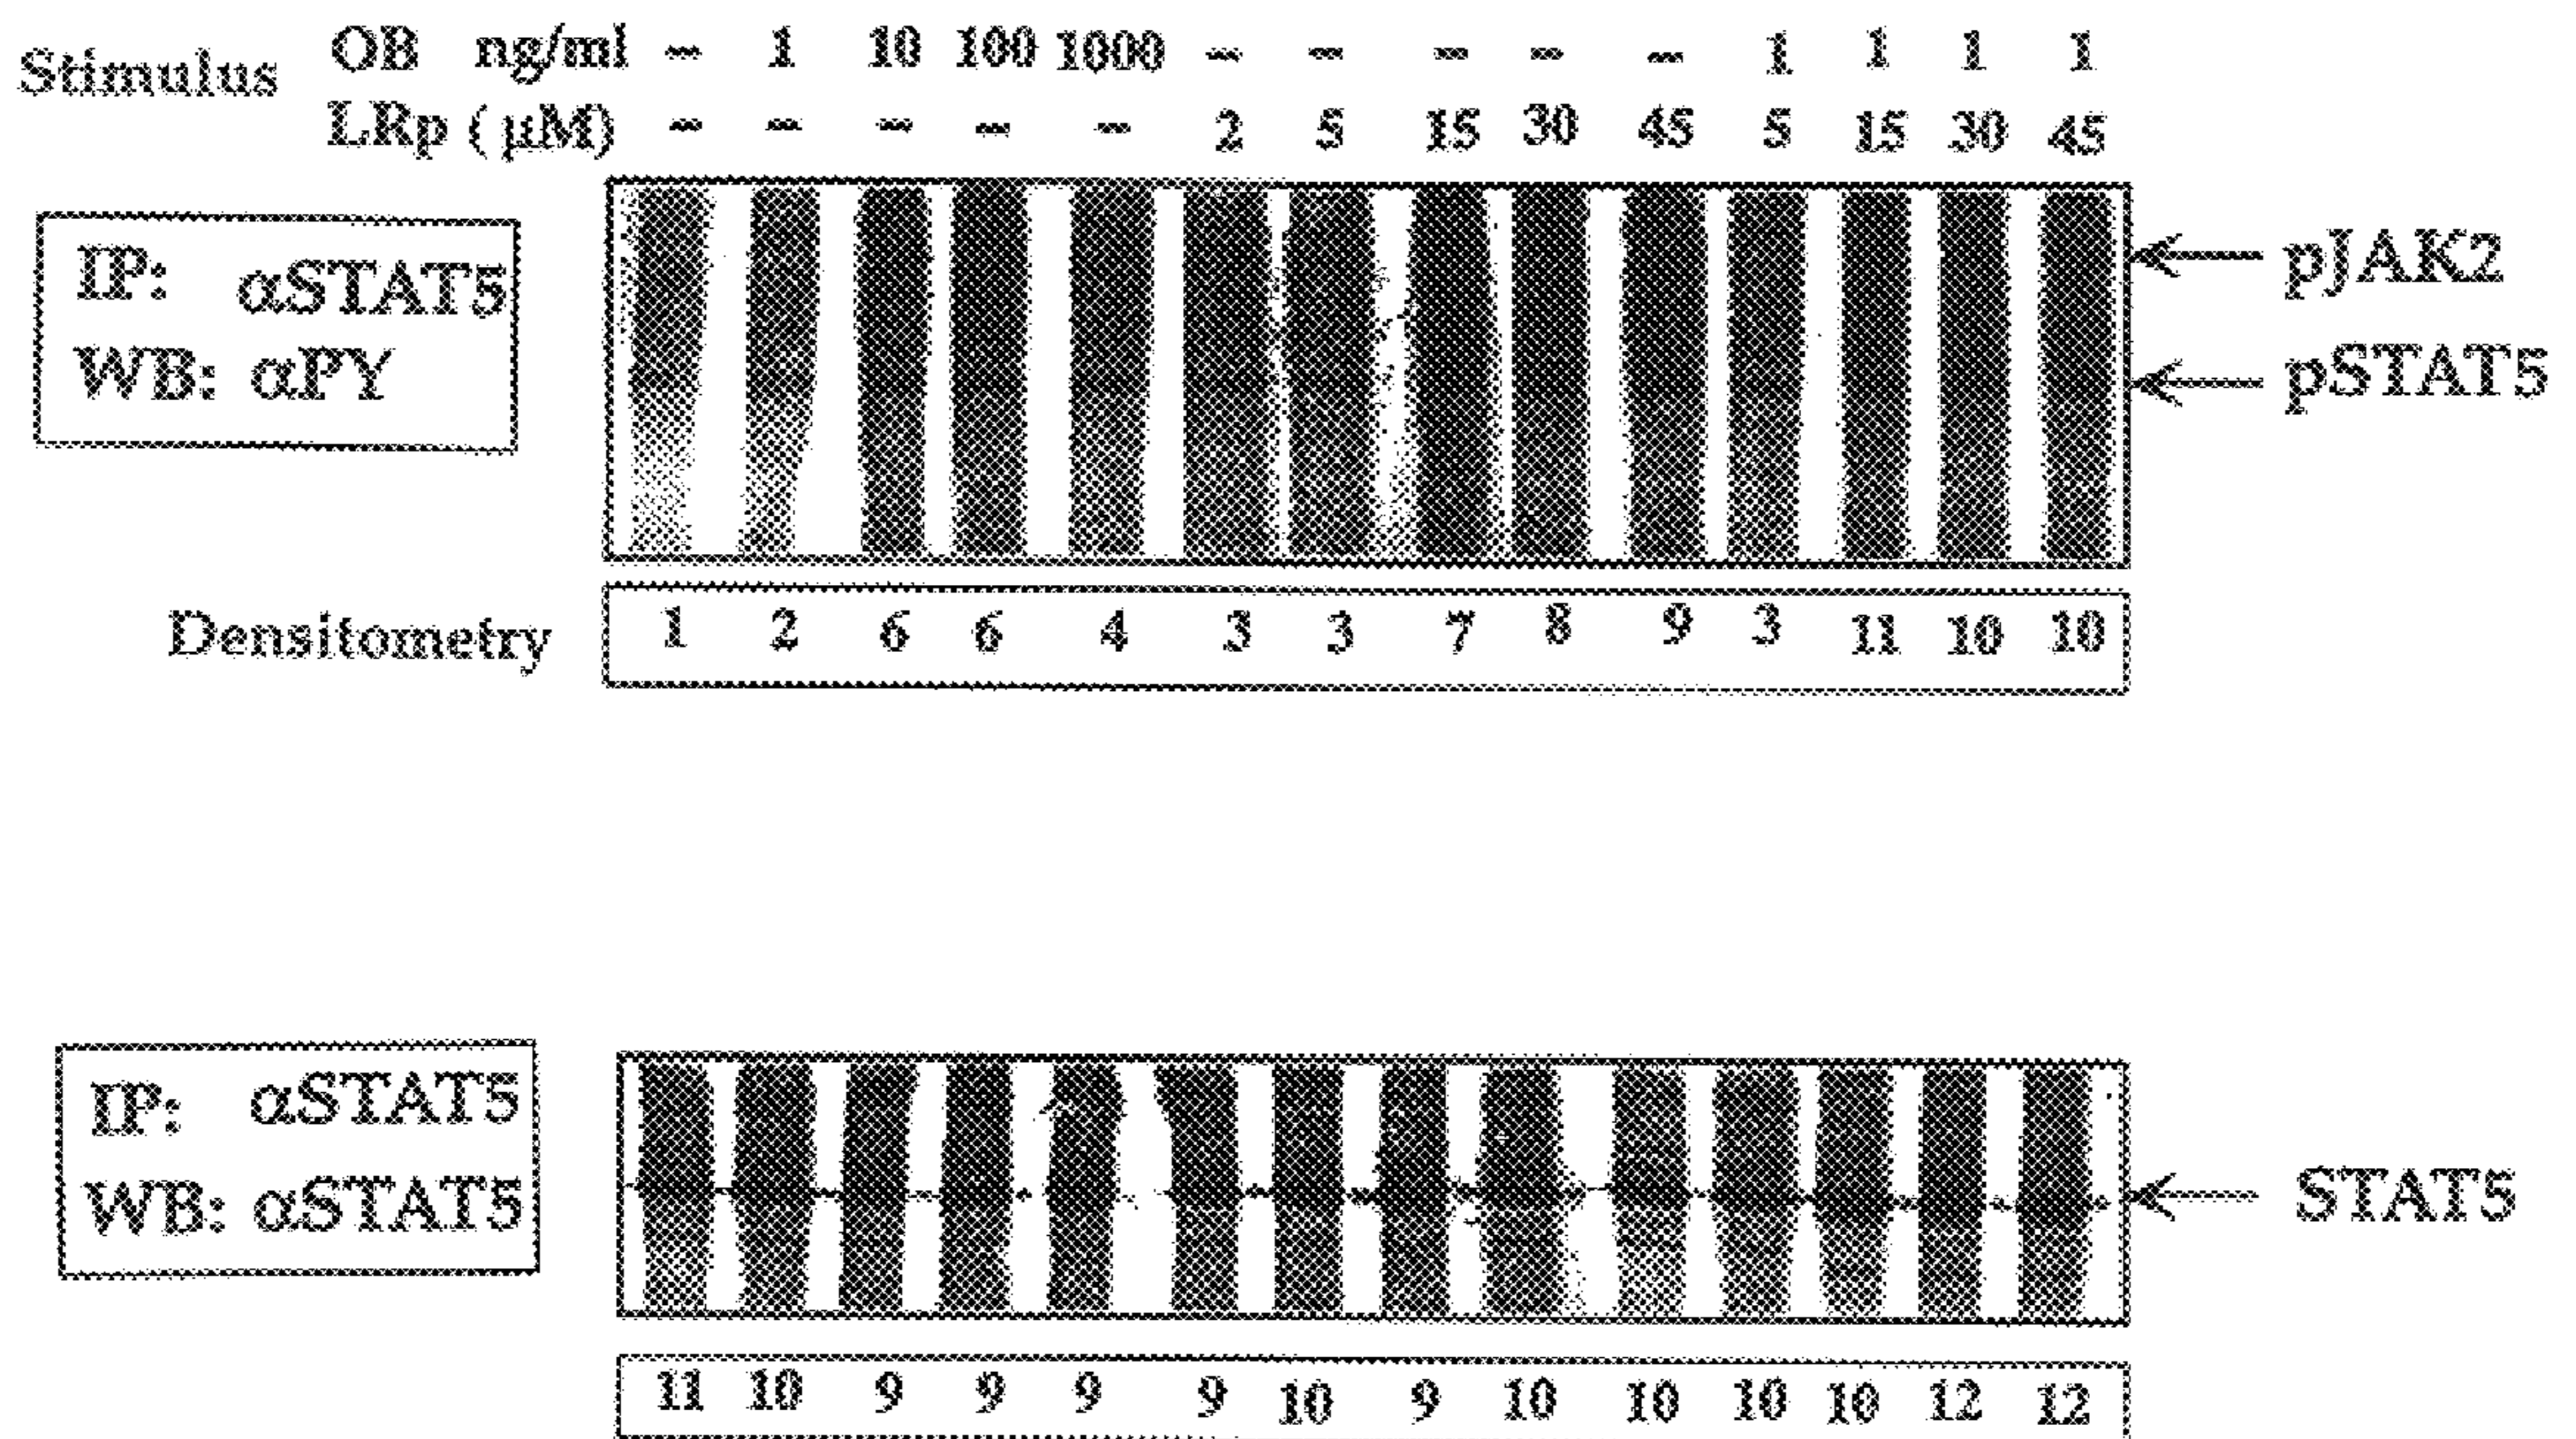 Stimulus OB ng/ml – 1 10 100 1000 – – – – – 1 1 1 1
LRp (μM) – – – – – 2 5 15 30 45 5 15 30 45
IP: αSTAT5
WB: αPY
pJAK2
pSTAT5
Densitometry 1 2 6 6 4 3 3 7 8 9 3 11 10 10
IP: αSTAT5
WB: αSTAT5
STAT5
11 10 9 9 9 9 10 9 10 10 10 10 12 12